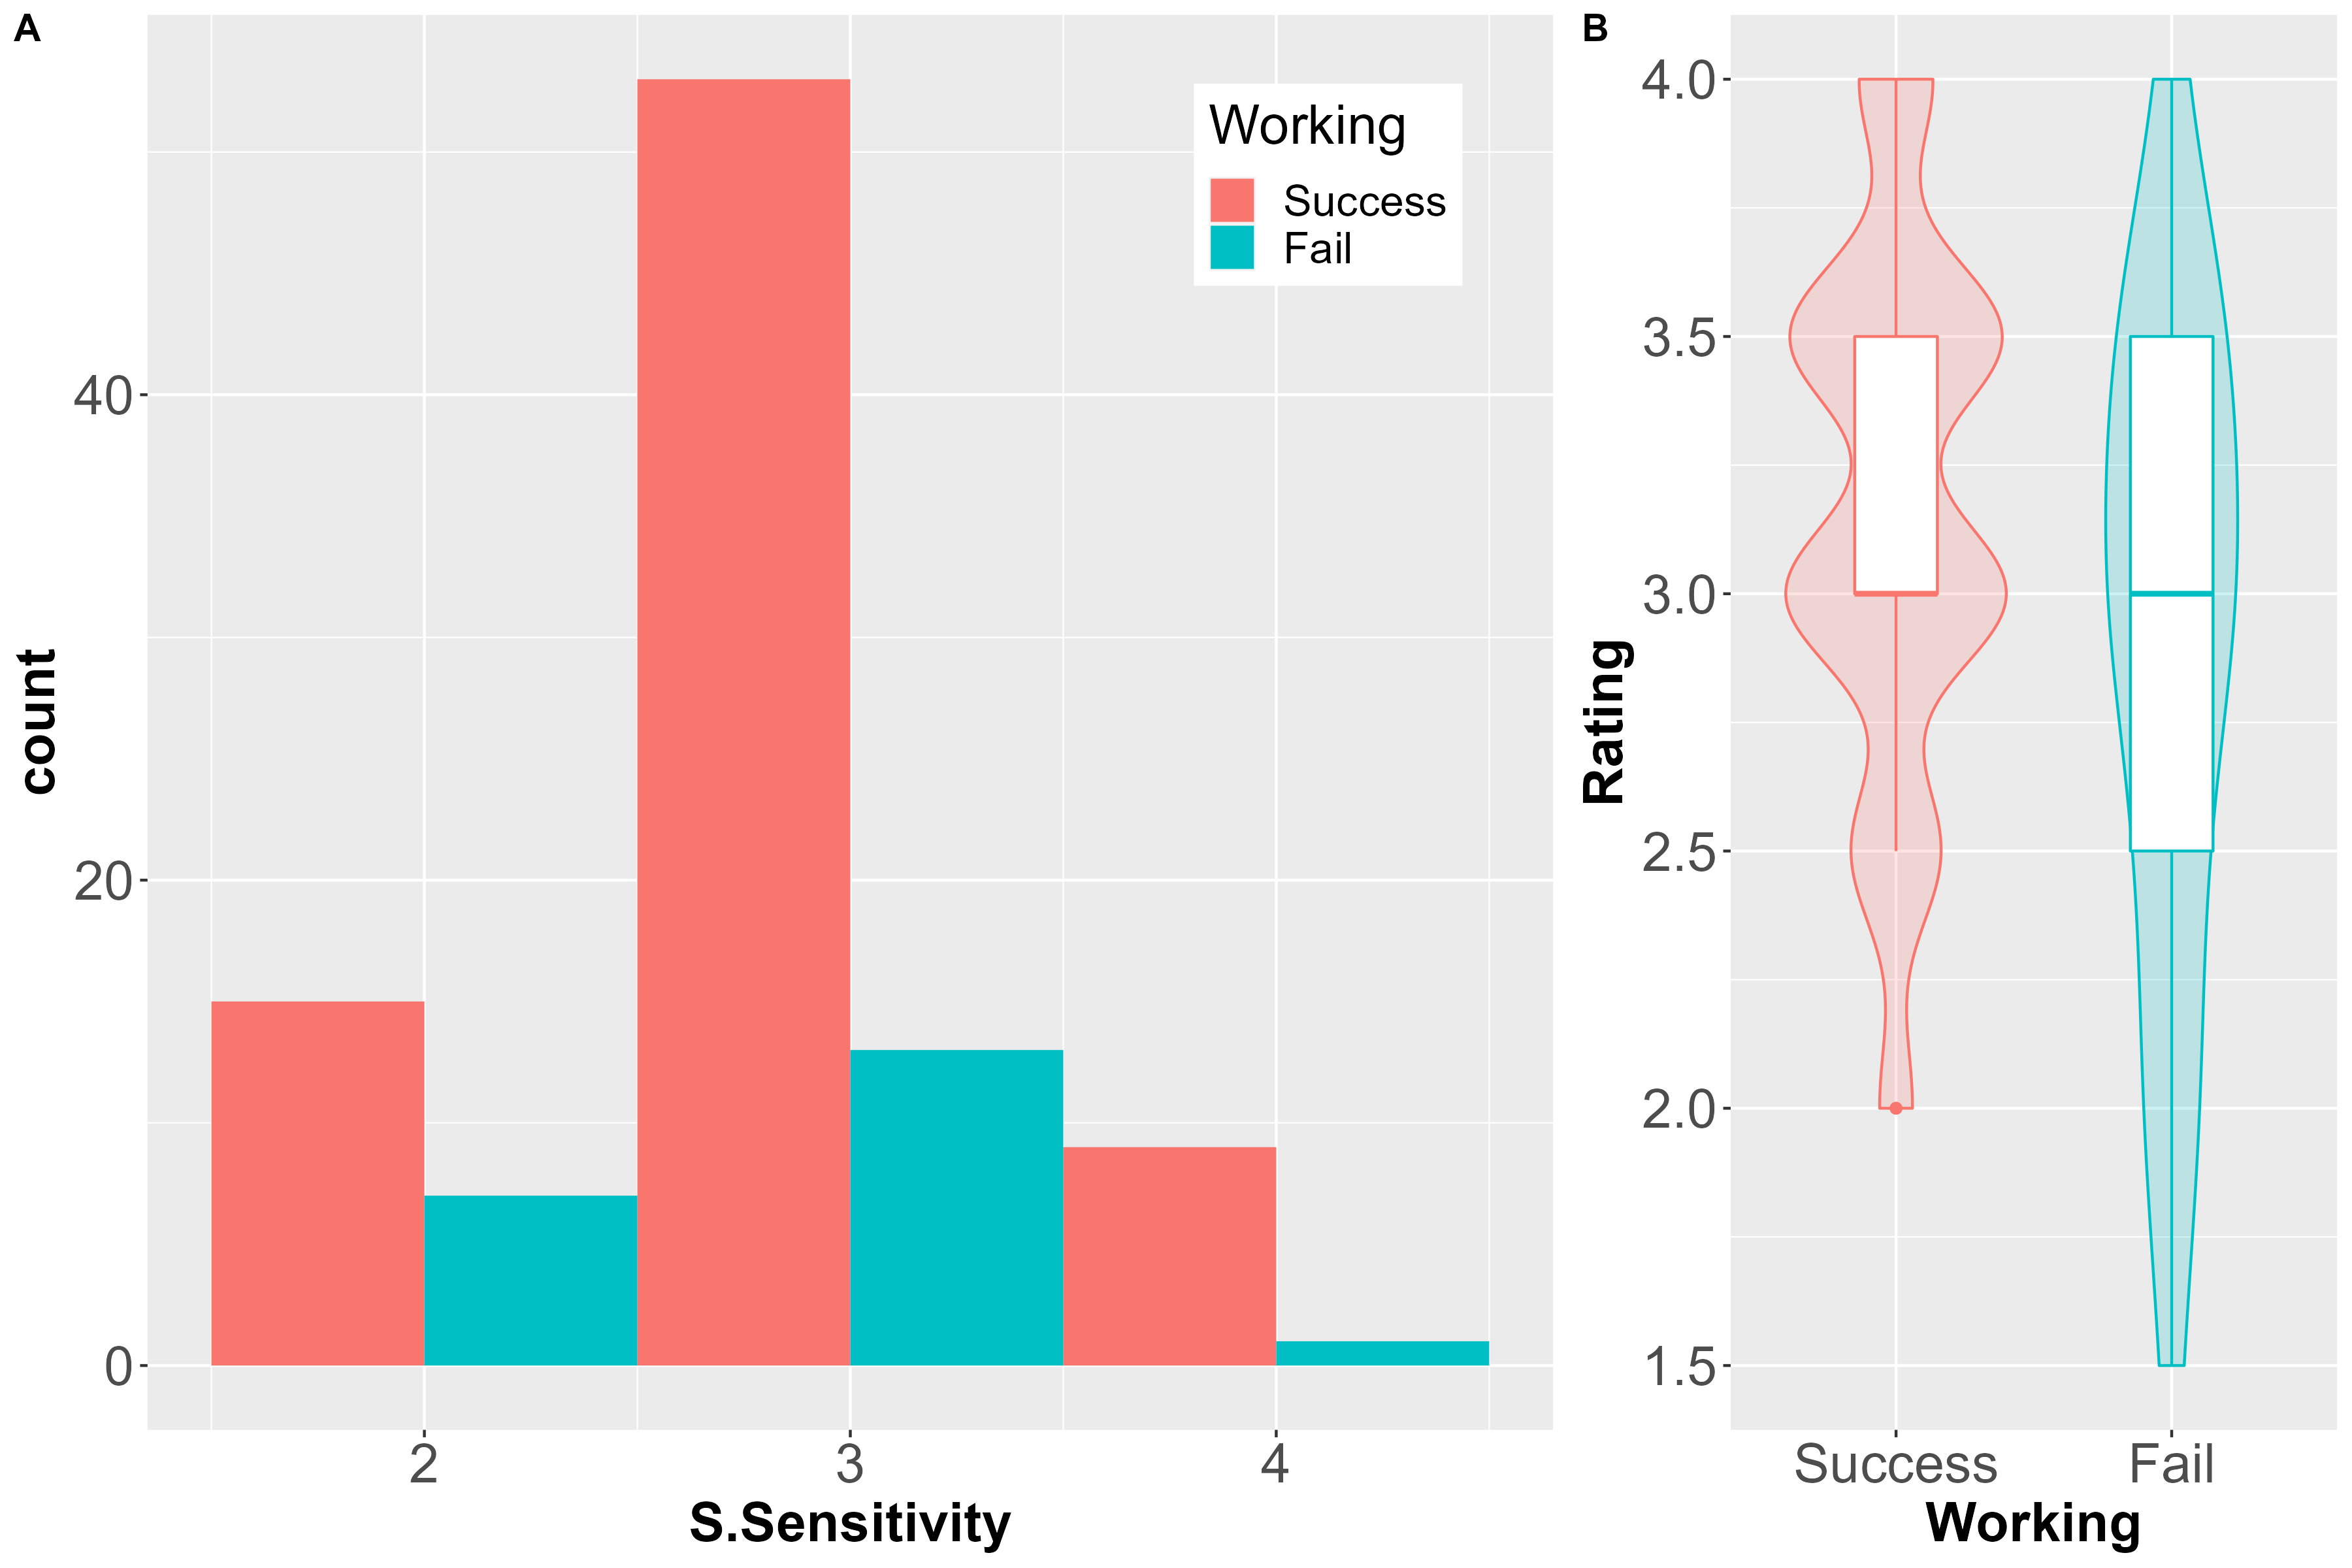 A
count
40
20
0
2 3 4
S.Sensitivity
Working
Success
Fail
B
Rating
4.0
3.5
3.0
2.5
2.0
1.5
Success Fail
Working